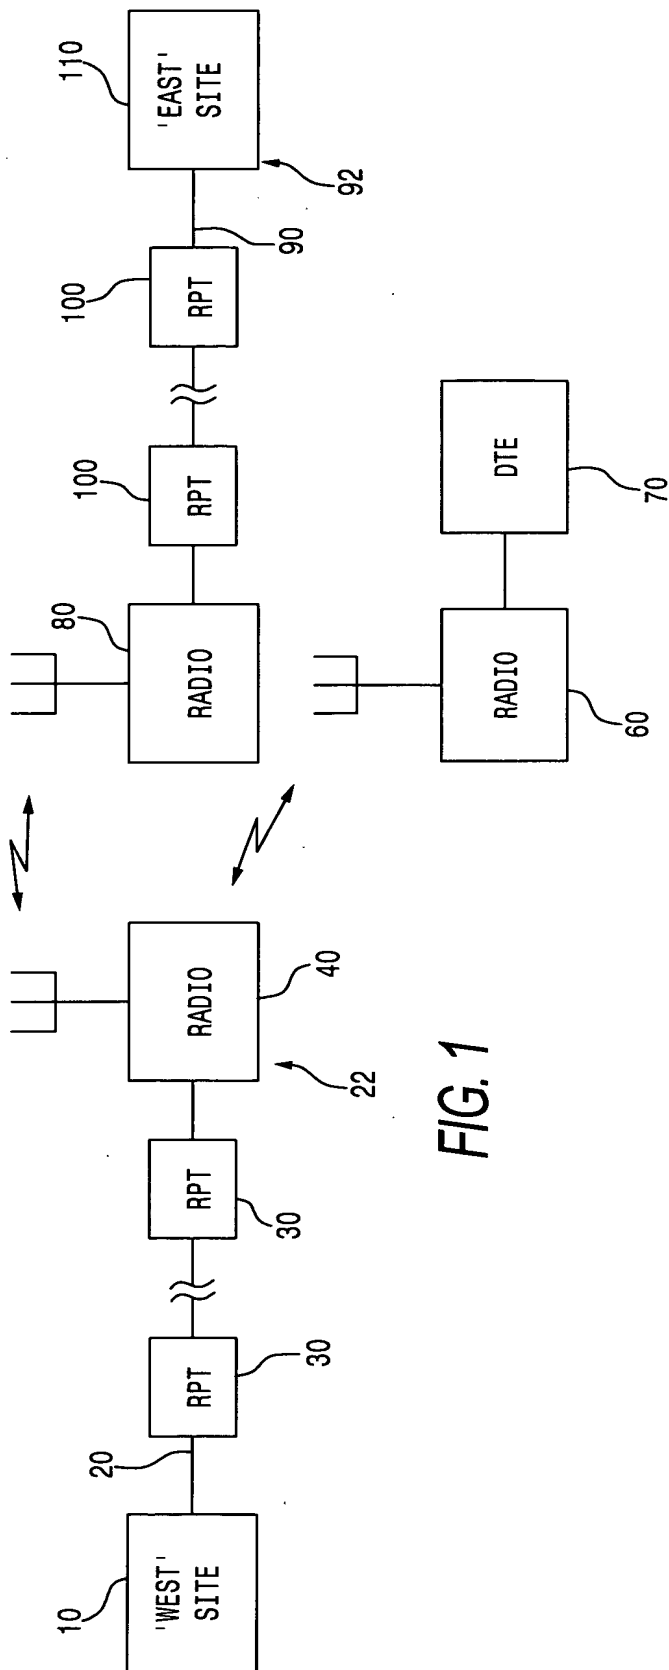 10
'WEST'
SITE
20
RPT
30
RPT
30
RADIO
40
22
RADIO
80
RPT
100
RPT
100
90
'EAST'
SITE
110
92
RADIO
60
DTE
70
FIG. 1